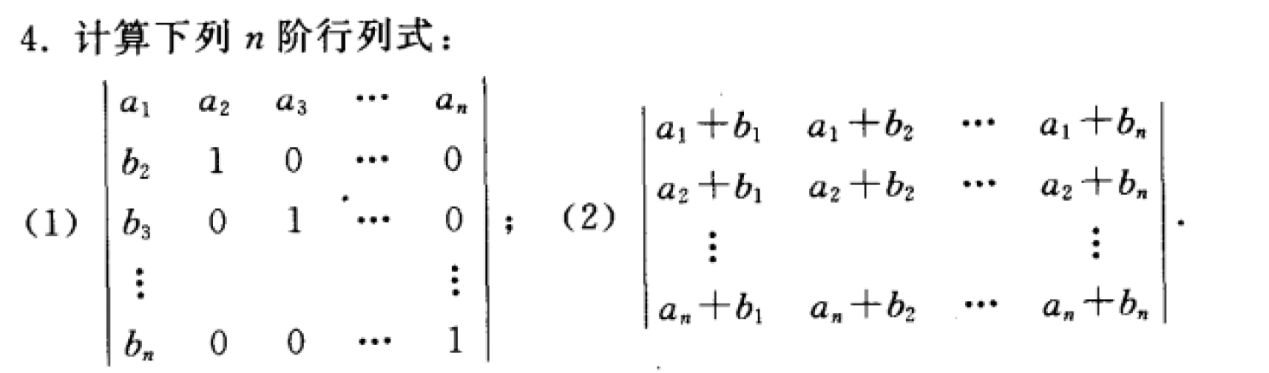 4. 计算下列 n 阶行列式：
(1) | a₁ a₂ a₃ ⋯ aₙ |
| b₂ 1 0 ⋯ 0 |
| b₃ 0 1 ⋯ 0 |
| ⋮ ⋮ |
| bₙ 0 0 ⋯ 1 | ；
(2) | a₁+b₁ a₁+b₂ ⋯ a₁+bₙ |
| a₂+b₁ a₂+b₂ ⋯ a₂+bₙ |
| ⋮ ⋮ |
| aₙ+b₁ aₙ+b₂ ⋯ aₙ+bₙ | .